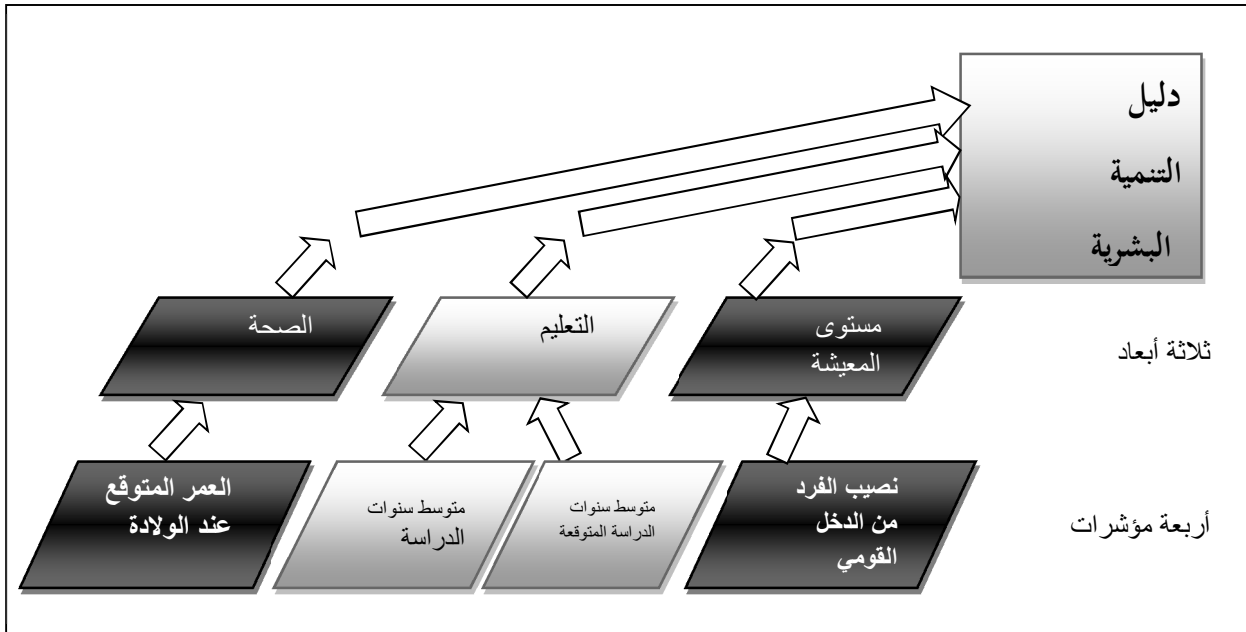 دليل
التنمية
البشرية
الصحة
التعليم
مستوى
المعيشة
ثلاثة أبعاد
العمر المتوقع
عند الولادة
متوسط سنوات
الدراسة
متوسط سنوات
الدراسة المتوقعة
نصيب الفرد
من الدخل
القومي
أربعة مؤشرات